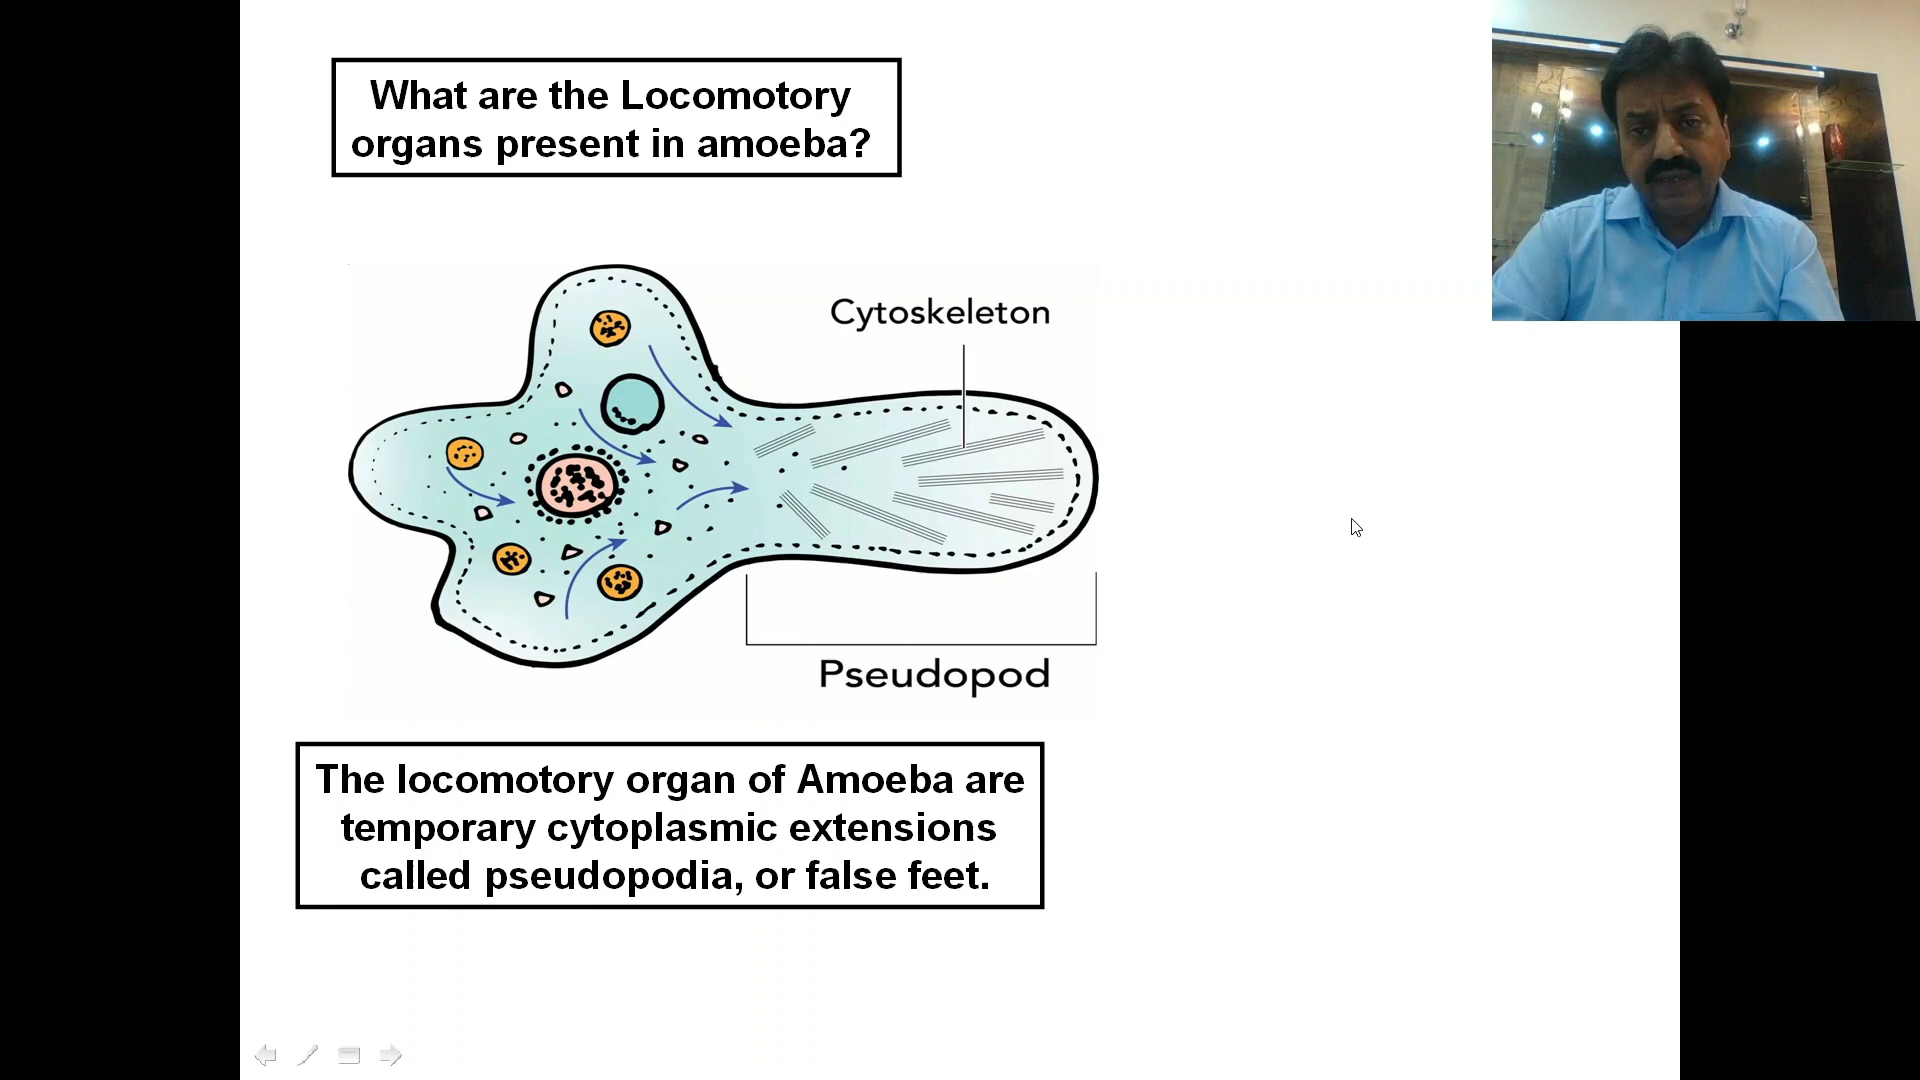 What are the Locomotory
organs present in amoeba?
Cytoskeleton
Pseudopod
The locomotory organ of Amoeba are
temporary cytoplasmic extensions
called pseudopodia, or false feet.